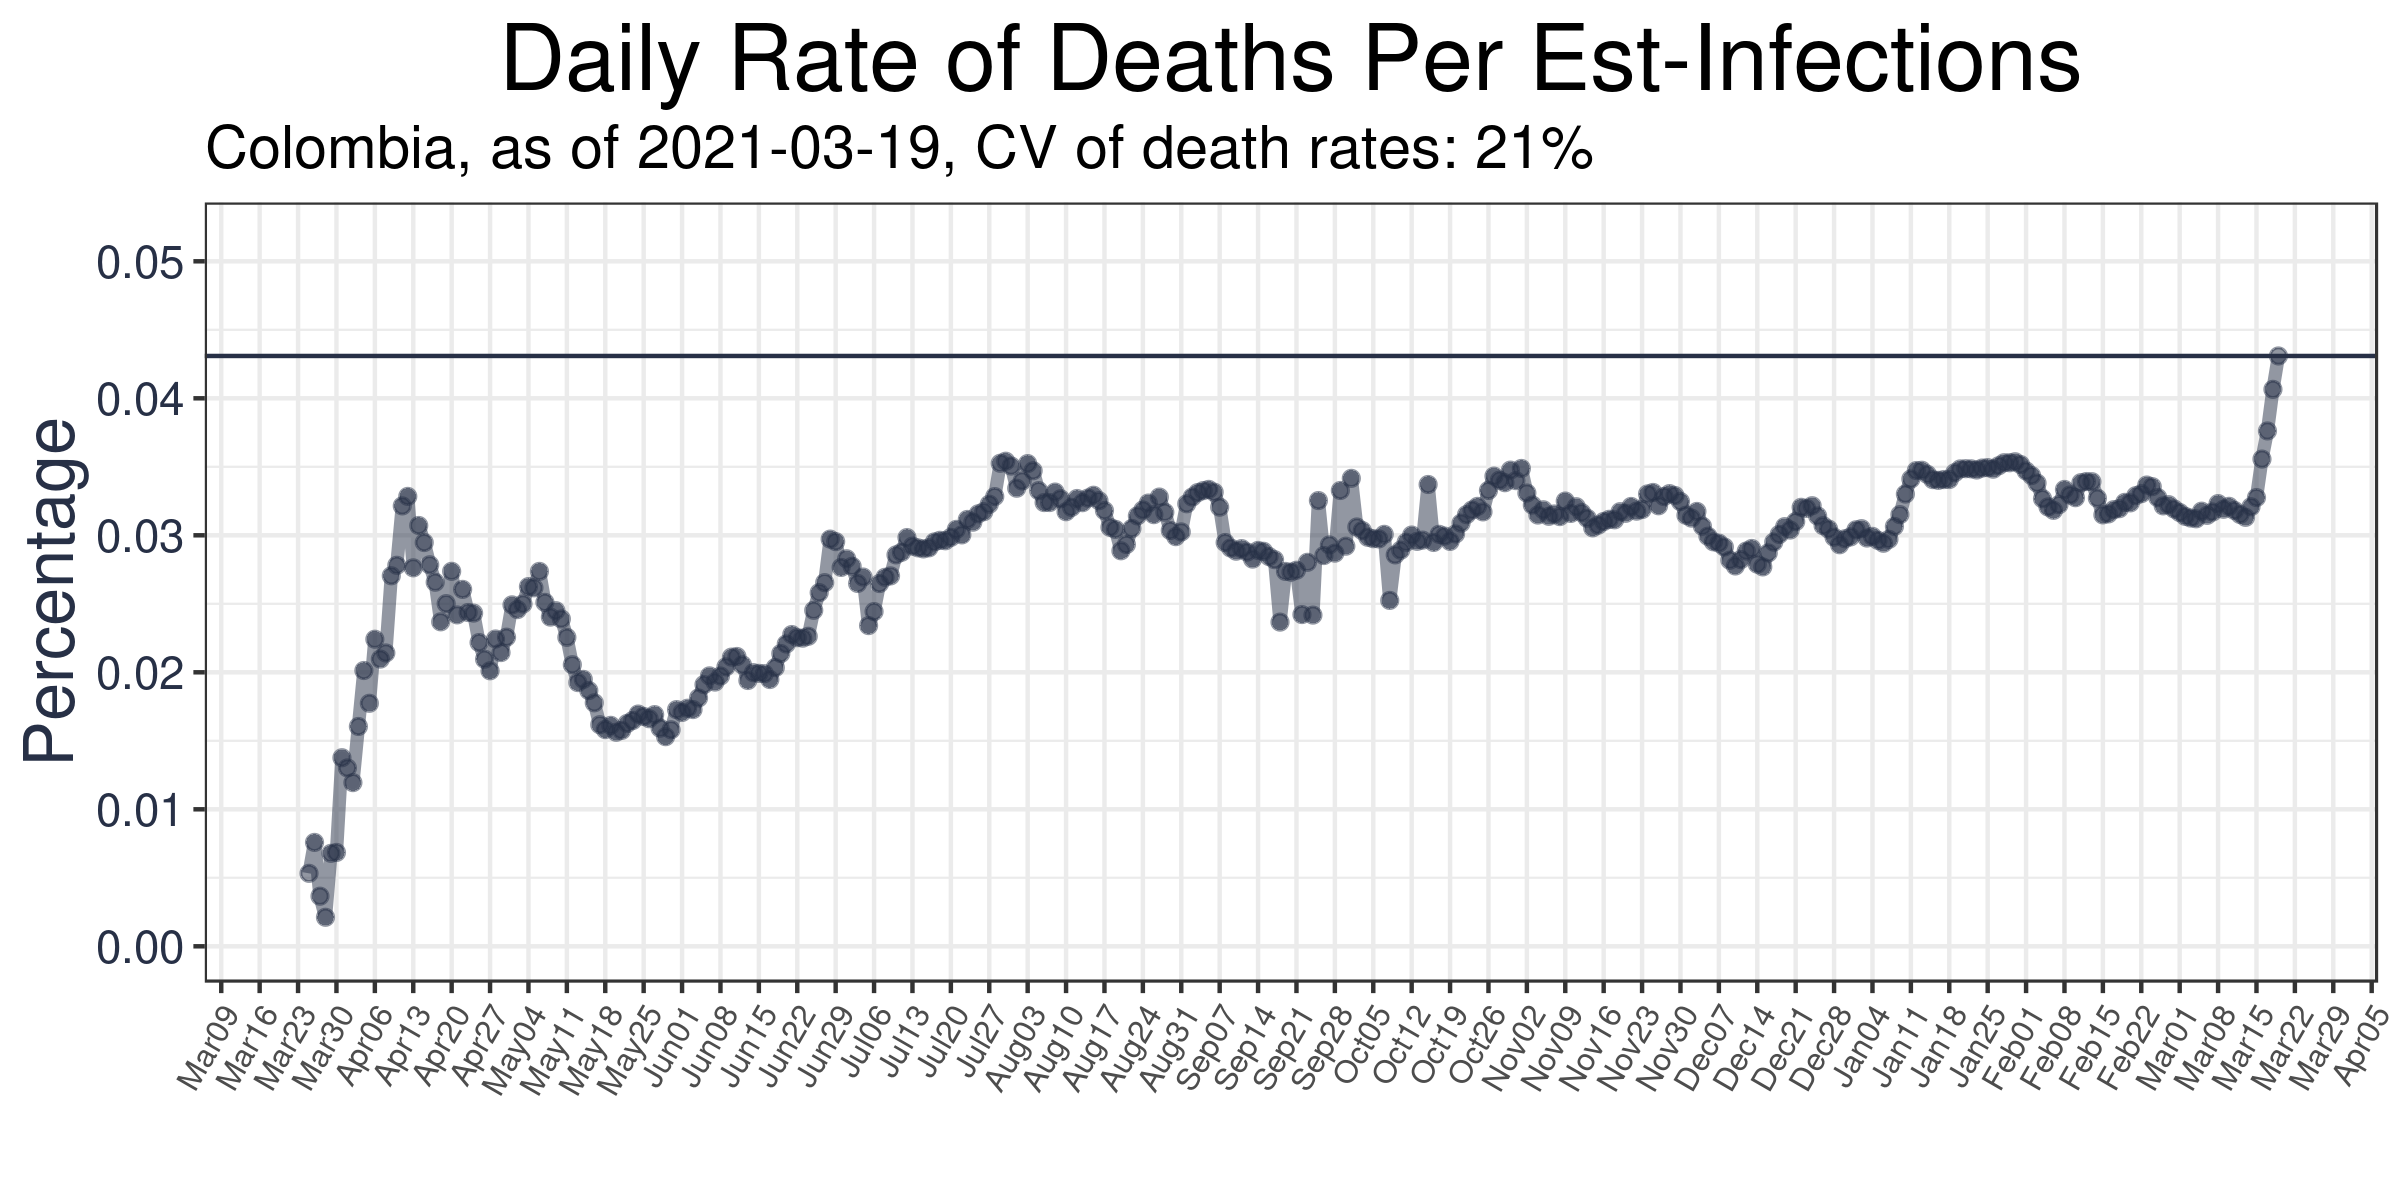 Daily Rate of Deaths Per Est-Infections
Colombia, as of 2021-03-19, CV of death rates: 21%
Percentage
0.05
0.04
0.03
0.02
0.01
0.00
Mar09 Mar16 Mar23 Mar30 Apr06 Apr13 Apr20 Apr27 May04 May11 May18 May25 Jun01 Jun08 Jun15 Jun22 Jun29 Jul06 Jul13 Jul20 Jul27 Aug03 Aug10 Aug17 Aug24 Aug31 Sep07 Sep14 Sep21 Sep28 Oct05 Oct12 Oct19 Oct26 Nov02 Nov09 Nov16 Nov23 Nov30 Dec07 Dec14 Dec21 Dec28 Jan04 Jan11 Jan18 Jan25 Feb01 Feb08 Feb15 Feb22 Mar01 Mar08 Mar15 Mar22 Mar29 Apr05